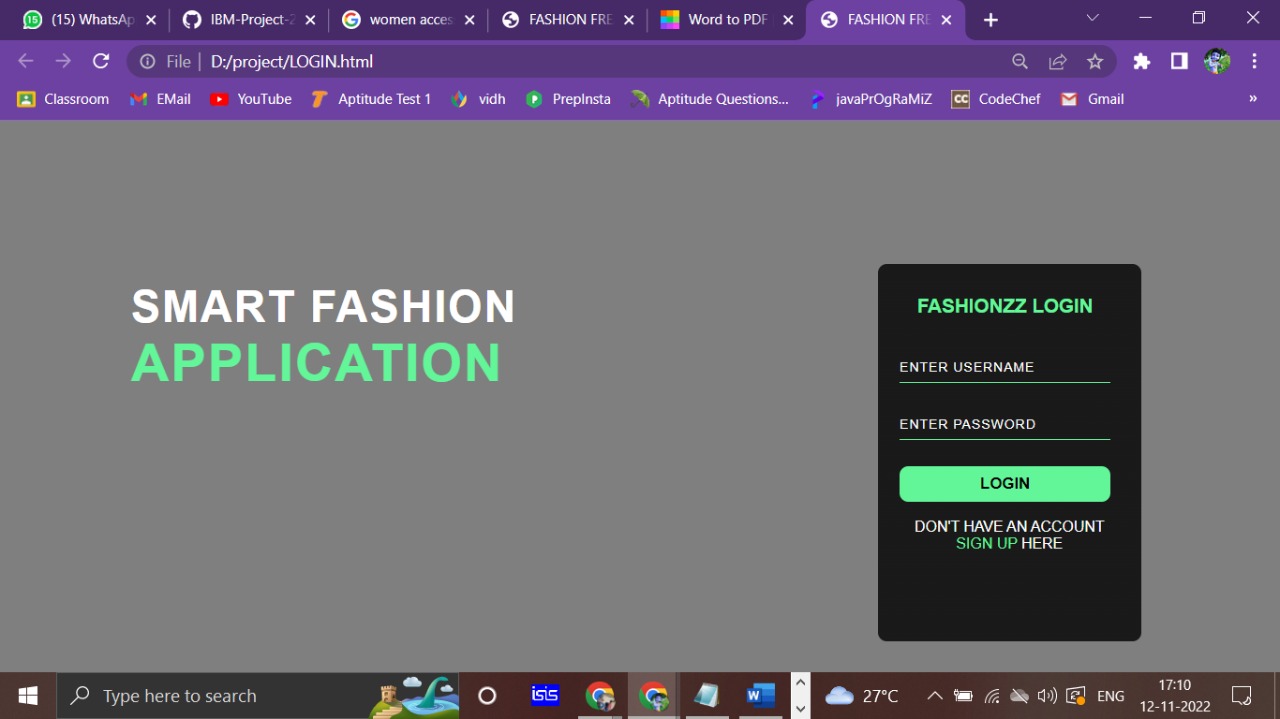 (15) WhatsAp
IBM-Project-2
women acces
FASHION FRE
Word to PDF
FASHION FRE
File
D:/project/LOGIN.html
Classroom
EMail
YouTube
Aptitude Test 1
vidh
PrepInsta
Aptitude Questions...
javaPrOgRaMiZ
CC
CodeChef
Gmail
»
SMART FASHION
APPLICATION
FASHIONZZ LOGIN
ENTER USERNAME
ENTER PASSWORD
LOGIN
DON'T HAVE AN ACCOUNT
SIGN UP HERE
Type here to search
isis
27°C
ENG
17:10
12-11-2022